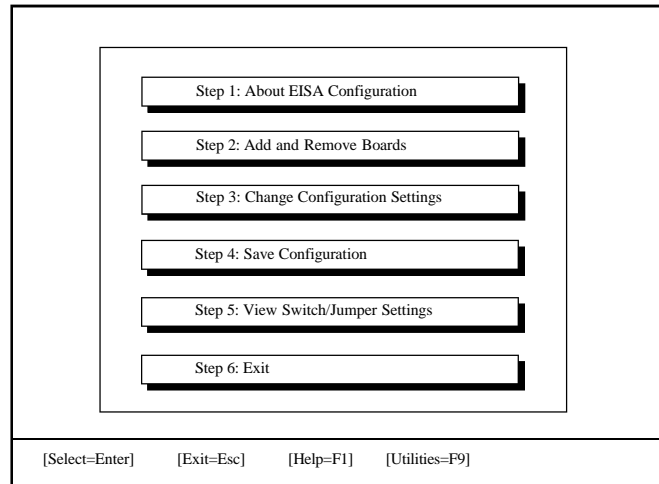 Step 1: About EISA Configuration
Step 2: Add and Remove Boards
Step 3: Change Configuration Settings
Step 4: Save Configuration
Step 5: View Switch/Jumper Settings
Step 6: Exit
[Select=Enter] [Exit=Esc] [Help=F1] [Utilities=F9]